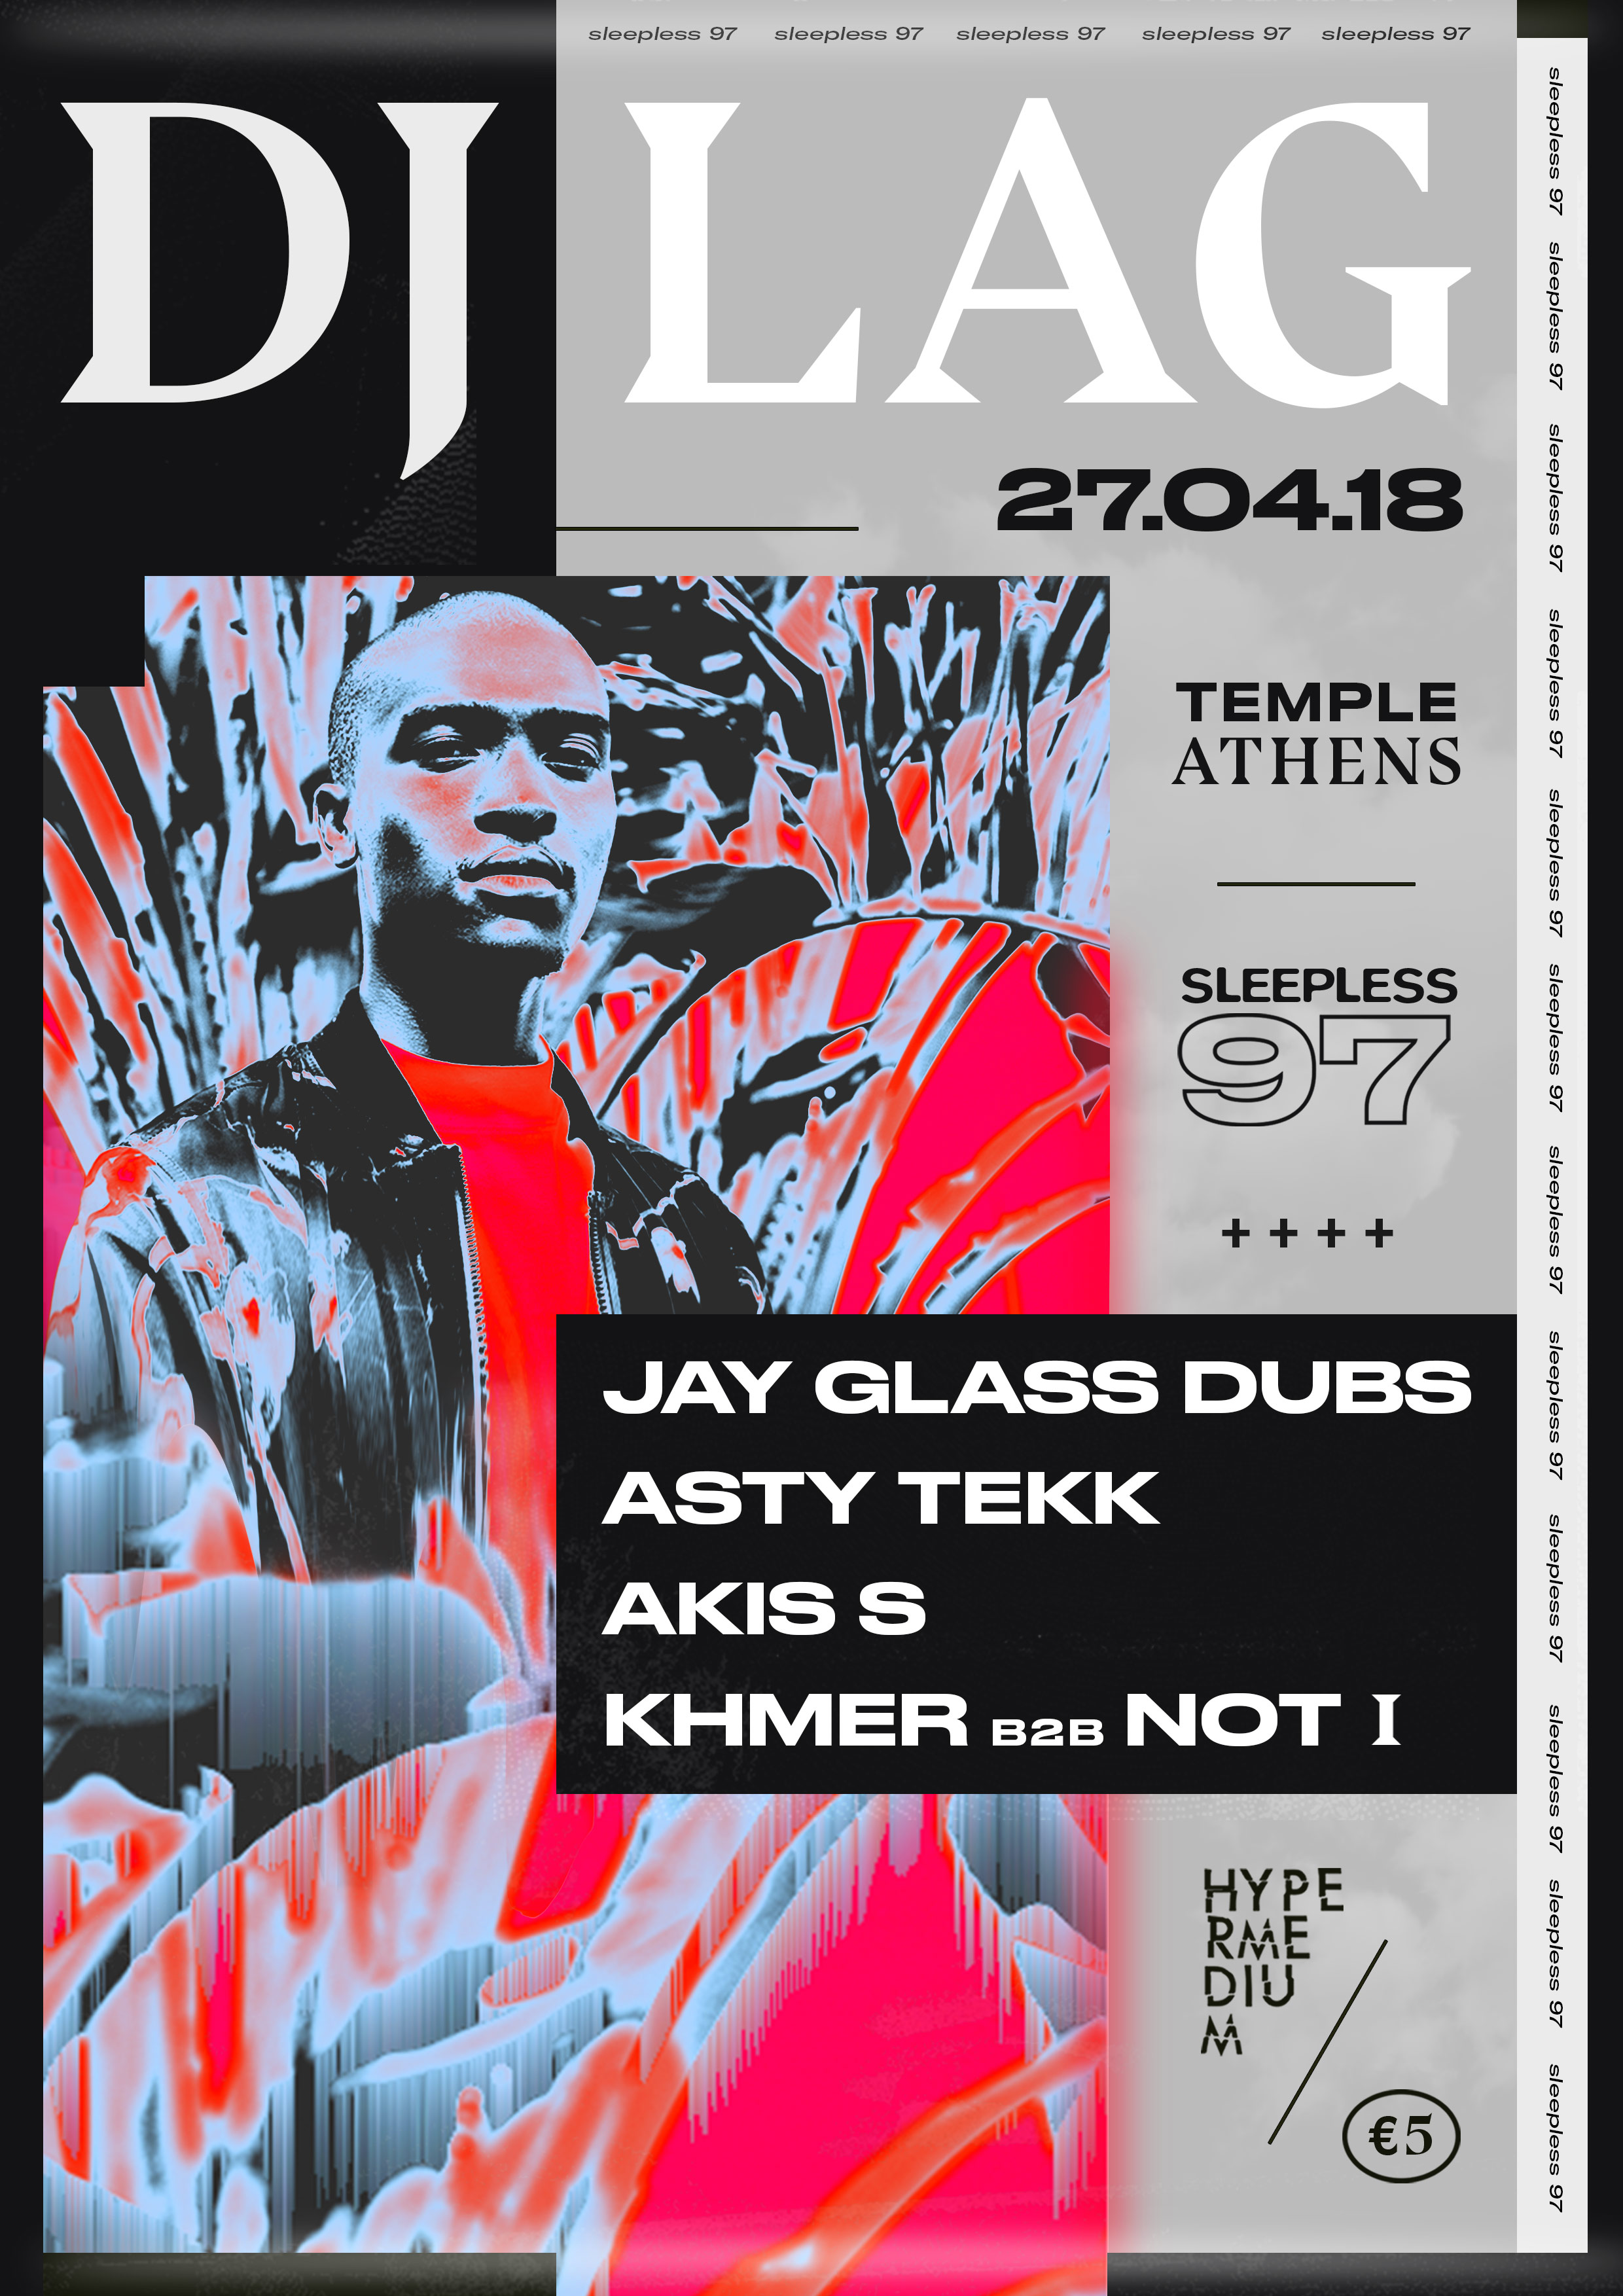 sleepless 97 sleepless 97 sleepless 97 sleepless 97 sleepless 97
DJ LAG
27.04.18
TEMPLE
ATHENS
SLEEPLESS
97
++++
JAY GLASS DUBS
ASTY TEKK
AKIS S
KHMER B2B NOT I
HYPE
RME
DIU
M
€5
sleepless 97 sleepless 97 sleepless 97 sleepless 97 sleepless 97 sleepless 97 sleepless 97 sleepless 97 sleepless 97 sleepless 97 sleepless 97 sleepless 97